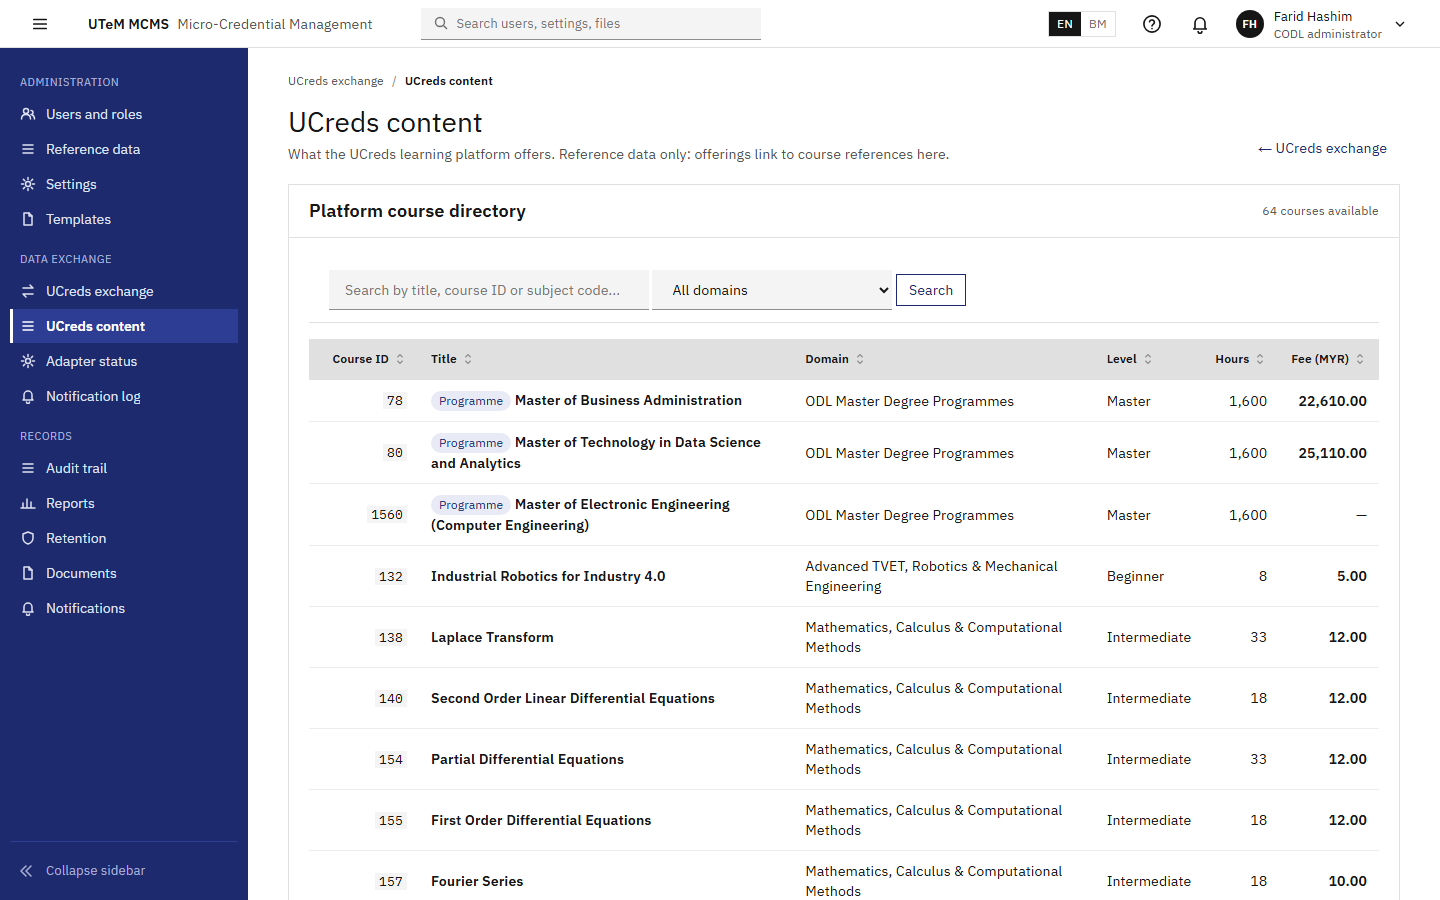 UTeM MCMS Micro-Credential Management
Search users, settings, files
EN BM
FH
Farid Hashim
CODL administrator
ADMINISTRATION
Users and roles
Reference data
Settings
Templates
DATA EXCHANGE
UCreds exchange
UCreds content
Adapter status
Notification log
RECORDS
Audit trail
Reports
Retention
Documents
Notifications
Collapse sidebar
UCreds exchange / UCreds content
UCreds content
What the UCreds learning platform offers. Reference data only: offerings link to course references here.
← UCreds exchange
Platform course directory
64 courses available
Search by title, course ID or subject code...
All domains
Search
Course ID Title Domain Level Hours Fee (MYR)
78 Programme Master of Business Administration ODL Master Degree Programmes Master 1,600 22,610.00
80 Programme Master of Technology in Data Science and Analytics ODL Master Degree Programmes Master 1,600 25,110.00
1560 Programme Master of Electronic Engineering (Computer Engineering) ODL Master Degree Programmes Master 1,600 —
132 Industrial Robotics for Industry 4.0 Advanced TVET, Robotics & Mechanical Engineering Beginner 8 5.00
138 Laplace Transform Mathematics, Calculus & Computational Methods Intermediate 33 12.00
140 Second Order Linear Differential Equations Mathematics, Calculus & Computational Methods Intermediate 18 12.00
154 Partial Differential Equations Mathematics, Calculus & Computational Methods Intermediate 33 12.00
155 First Order Differential Equations Mathematics, Calculus & Computational Methods Intermediate 18 12.00
157 Fourier Series Mathematics, Calculus & Computational Methods Intermediate 18 10.00